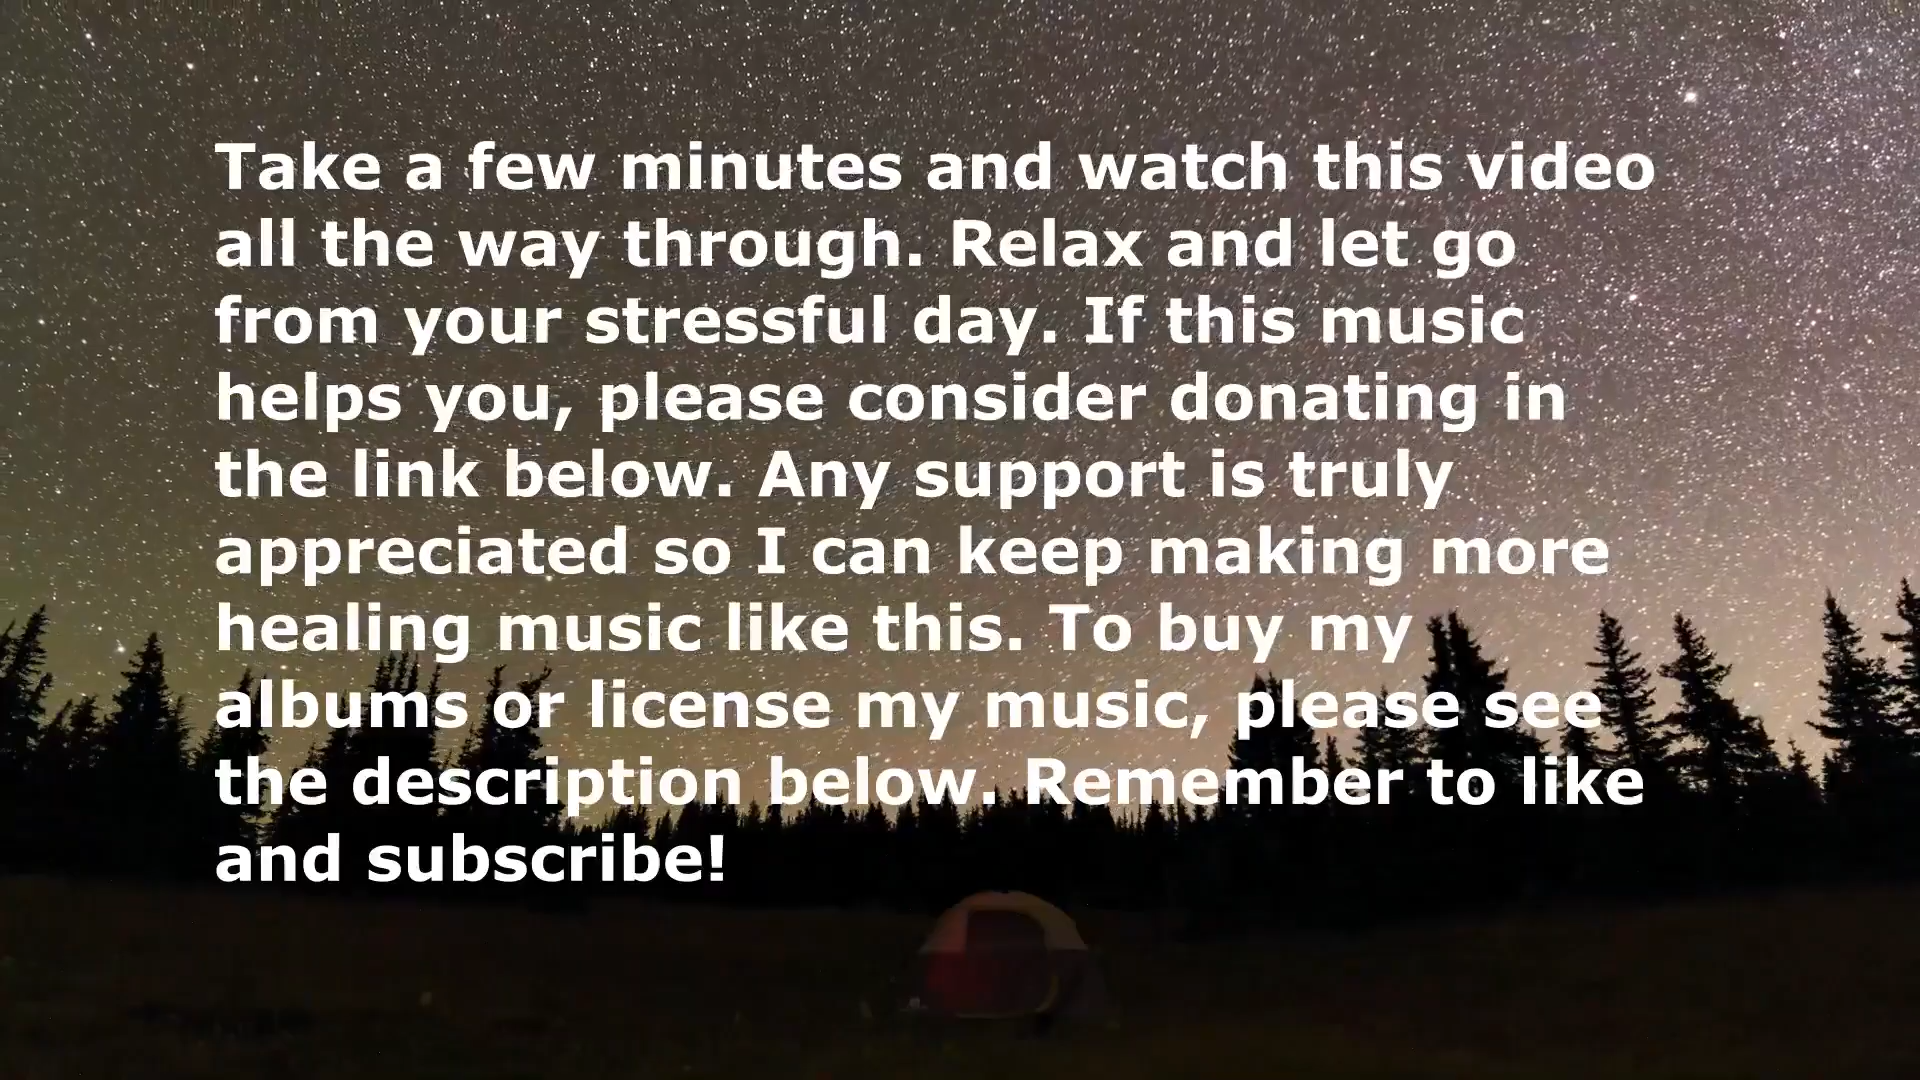 Take a few minutes and watch this video
all the way through. Relax and let go
from your stressful day. If this music
helps you, please consider donating in
the link below. Any support is truly
appreciated so I can keep making more
healing music like this. To buy my
albums or license my music, please see
the description below. Remember to like
and subscribe!